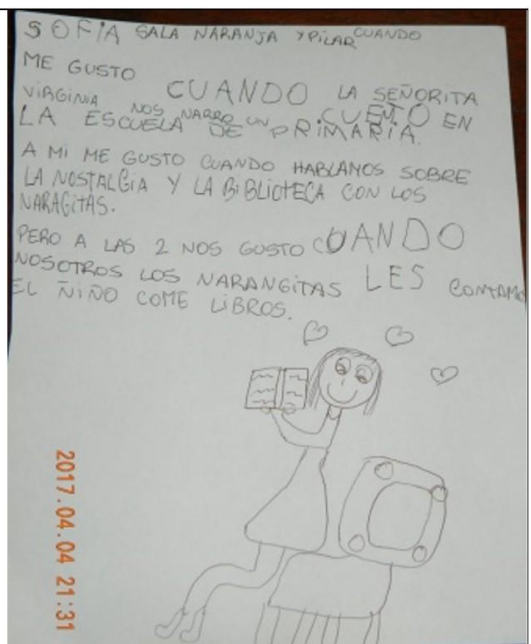 SOFÍA SALA NARANJA Y PILAR CUANDO
ME GUSTO
CUANDO LA SEÑORITA
VIRGINIA NOS NARRO UN CUENTO EN
LA ESCUELA DE PRIMARIA.
A MI ME GUSTO CUANDO HABLAMOS SOBRE
LA NOSTALGIA Y LA BIBLIOTECA CON LOS
NARAGITAS.
PERO A LAS 2 NOS GUSTO CUANDO
NOSOTROS LOS NARANGITAS LES CONTAMO
EL ÑIÑO COME LIBROS.
2017.04.04 21:31